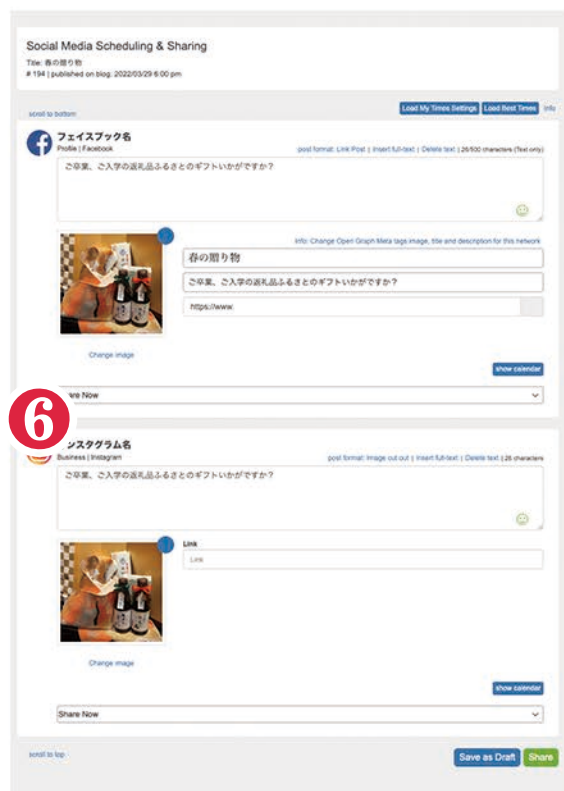 Social Media Scheduling & Sharing
Title: 春の贈り物
# 194 | published on blog: 2022/03/29 6:00 pm
scroll to bottom
Load My Times Settings Load Best Times Info
フェイスブック名
Profile | Facebook post format: Link Post | Insert full-text | Delete text | 26/500 characters (Text only)
ご卒業、ご入学の返礼品ふるさとのギフトいかがですか?
Info: Change Open Graph Meta tags image, title and description for this network
春の贈り物
ご卒業、ご入学の返礼品ふるさとのギフトいかがですか?
https://www.
Change image
show calendar
are Now
6
ンスタグラム名
Business | Instagram post format: Image cut out | Insert full-text | Delete text | 26 characters
ご卒業、ご入学の返礼品ふるさとのギフトいかがですか?
Link
Link
Change image
show calendar
Share Now
scroll to top
Save as Draft Share